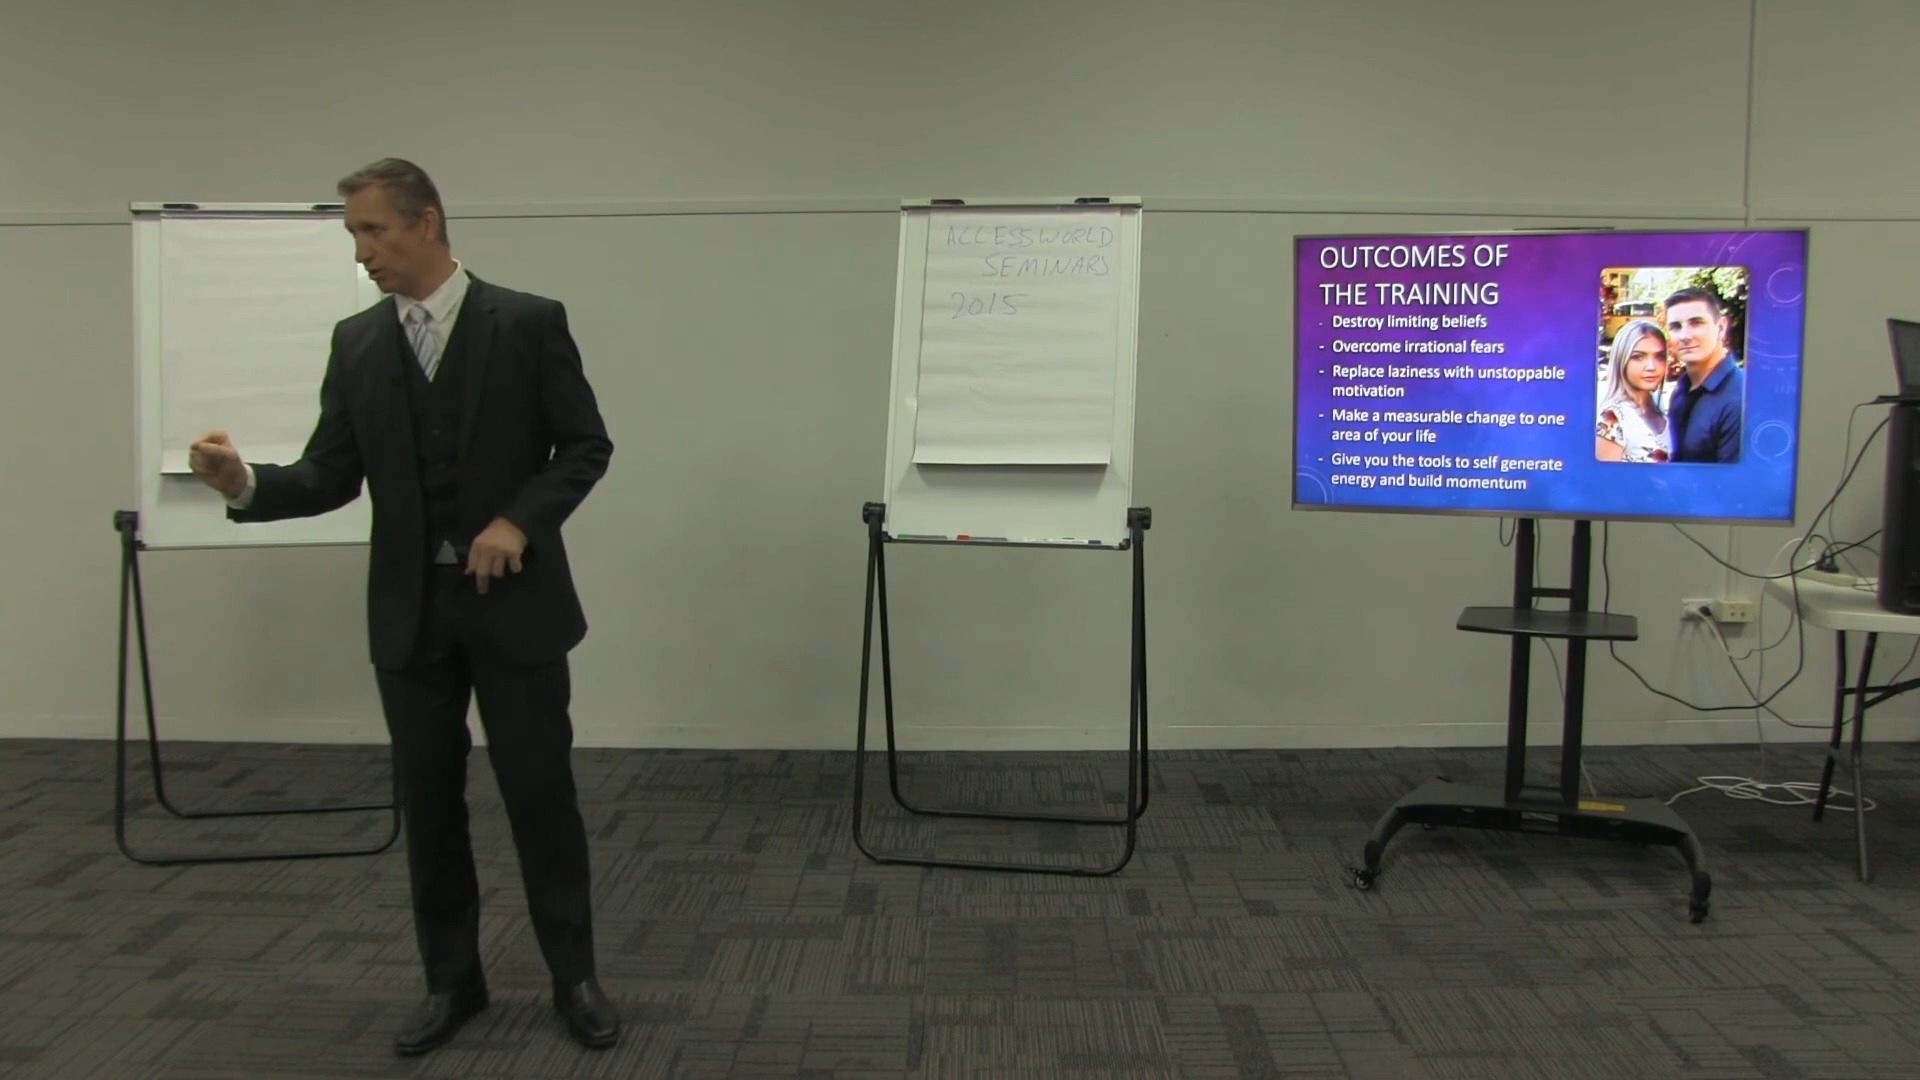 ACCESSWORLD
SEMINARS
2015
OUTCOMES OF
THE TRAINING
- Destroy limiting beliefs
- Overcome irrational fears
- Replace laziness with unstoppable
motivation
- Make a measurable change to one
area of your life
- Give you the tools to self generate
energy and build momentum